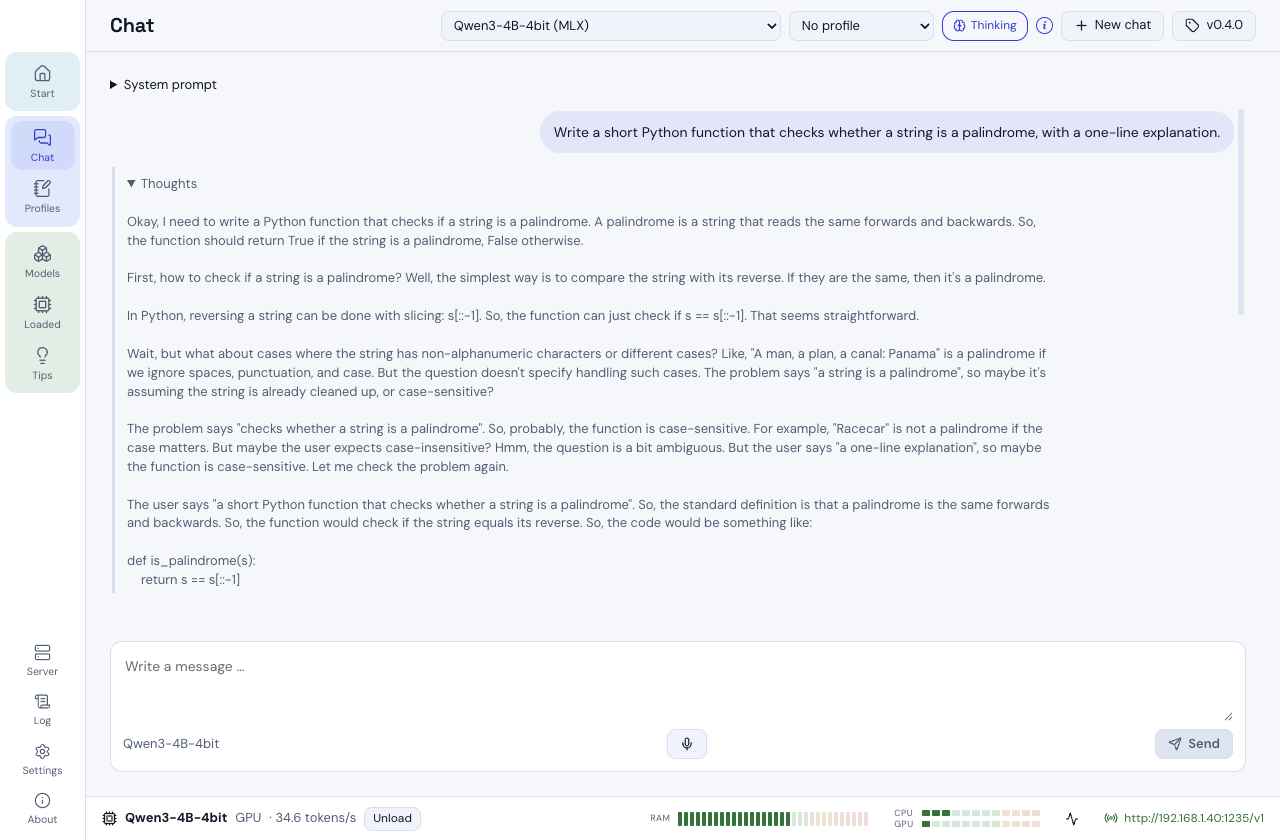 Chat
Qwen3-4B-4bit (MLX)
No profile
Thinking
i
New chat
v0.4.0
Start
Chat
Profiles
Models
Loaded
Tips
Server
Log
Settings
About
System prompt
Write a short Python function that checks whether a string is a palindrome, with a one-line explanation.
Thoughts
Okay, I need to write a Python function that checks if a string is a palindrome. A palindrome is a string that reads the same forwards and backwards. So,
the function should return True if the string is a palindrome, False otherwise.
First, how to check if a string is a palindrome? Well, the simplest way is to compare the string with its reverse. If they are the same, then it's a palindrome.
In Python, reversing a string can be done with slicing: s[::-1]. So, the function can just check if s == s[::-1]. That seems straightforward.
Wait, but what about cases where the string has non-alphanumeric characters or different cases? Like, "A man, a plan, a canal: Panama" is a palindrome if
we ignore spaces, punctuation, and case. But the question doesn't specify handling such cases. The problem says "a string is a palindrome", so maybe it's
assuming the string is already cleaned up, or case-sensitive?
The problem says "checks whether a string is a palindrome". So, probably, the function is case-sensitive. For example, "Racecar" is not a palindrome if the
case matters. But maybe the user expects case-insensitive? Hmm, the question is a bit ambiguous. But the user says "a one-line explanation", so maybe
the function is case-sensitive. Let me check the problem again.
The user says "a short Python function that checks whether a string is a palindrome". So, the standard definition is that a palindrome is the same forwards
and backwards. So, the function would check if the string equals its reverse. So, the code would be something like:
def is_palindrome(s):
    return s == s[::-1]
Write a message ...
Qwen3-4B-4bit
Send
Qwen3-4B-4bit GPU · 34.6 tokens/s
Unload
RAM
CPU
GPU
http://192.168.1.40:1235/v1